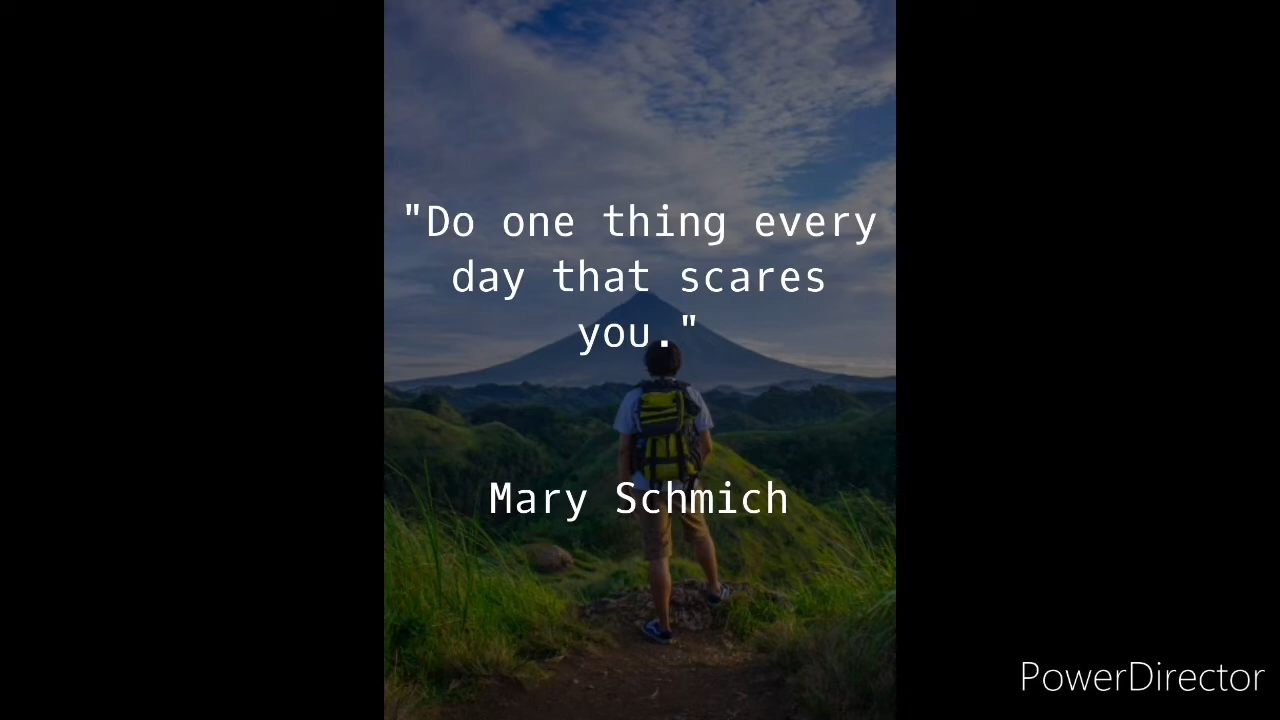 "Do one thing every
day that scares
you."
Mary Schmich
PowerDirector